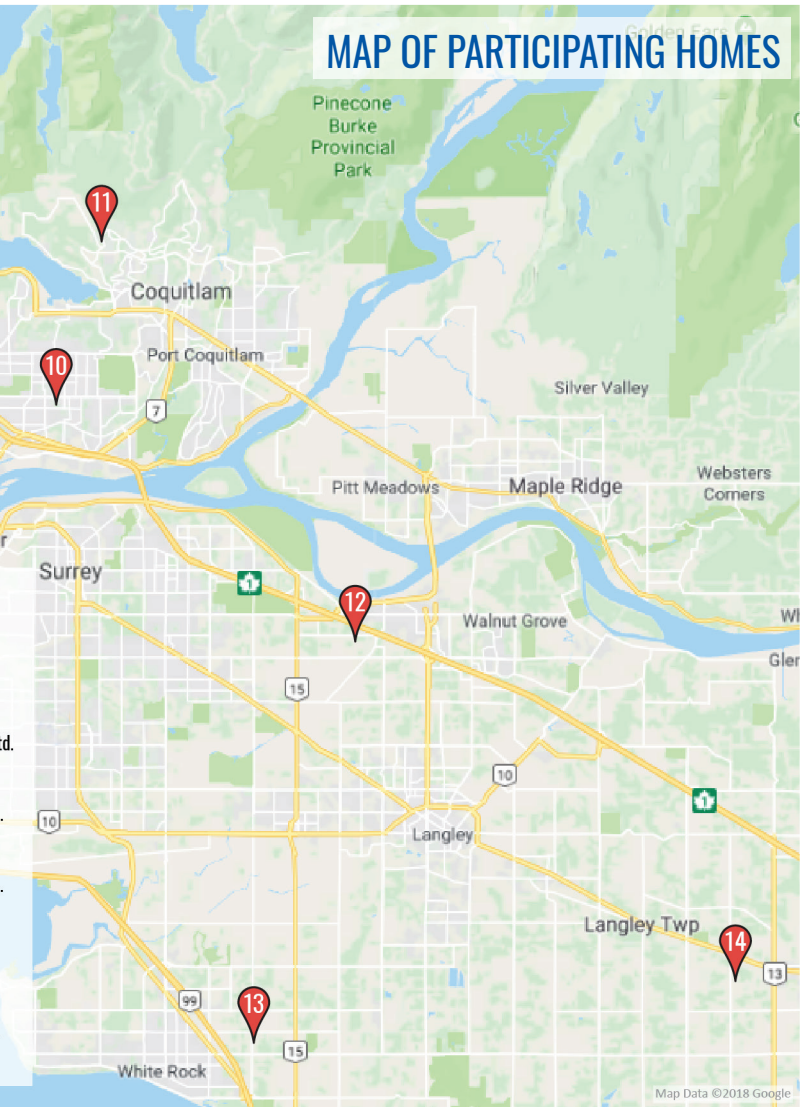 Golden Ears
MAP OF PARTICIPATING HOMES
Pinecone
Burke
Provincial
Park
11
Coquitlam
10
Port Coquitlam
7
Silver Valley
Pitt Meadows
Maple Ridge
Websters
Corners
Surrey
1
12
Walnut Grove
15
10
1
10
Langley
Langley Twp
14
13
99
13
15
White Rock
Map Data ©2018 Google